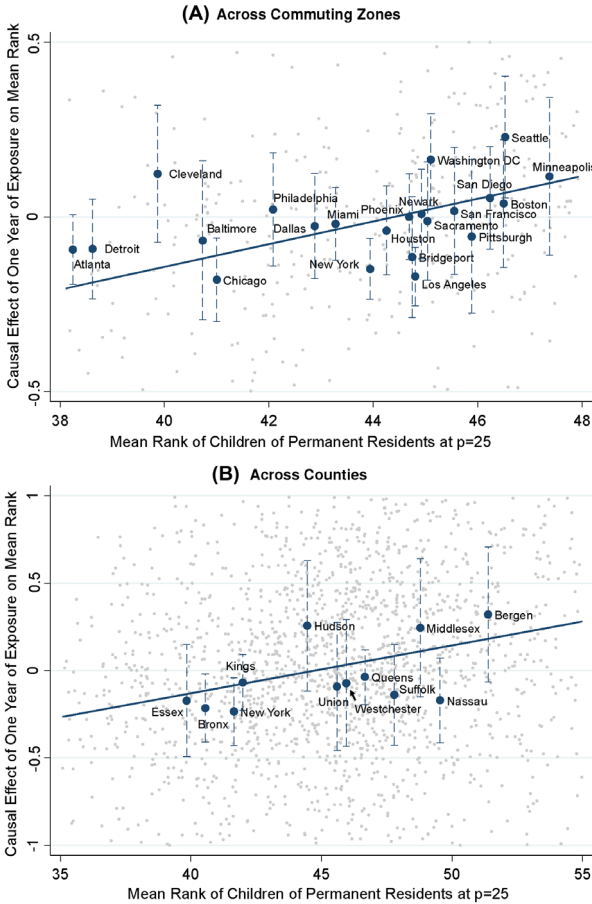 (A) Across Commuting Zones
Causal Effect of One Year of Exposure on Mean Rank
0.5
0
-0.5
Seattle
Washington DC
Minneapolis
Cleveland
San Diego
Philadelphia
Newark
Boston
Phoenix
San Francisco
Miami
Dallas
Sacramento
Baltimore
Houston
Pittsburgh
Detroit
Bridgeport
Atlanta
New York
Chicago
Los Angeles
38 40 42 44 46 48
Mean Rank of Children of Permanent Residents at p=25
(B) Across Counties
Causal Effect of One Year of Exposure on Mean Rank
1
0.5
0
-0.5
-1
Bergen
Hudson
Middlesex
Kings
Queens
Suffolk
Union
Nassau
Westchester
Essex
New York
Bronx
35 40 45 50 55
Mean Rank of Children of Permanent Residents at p=25